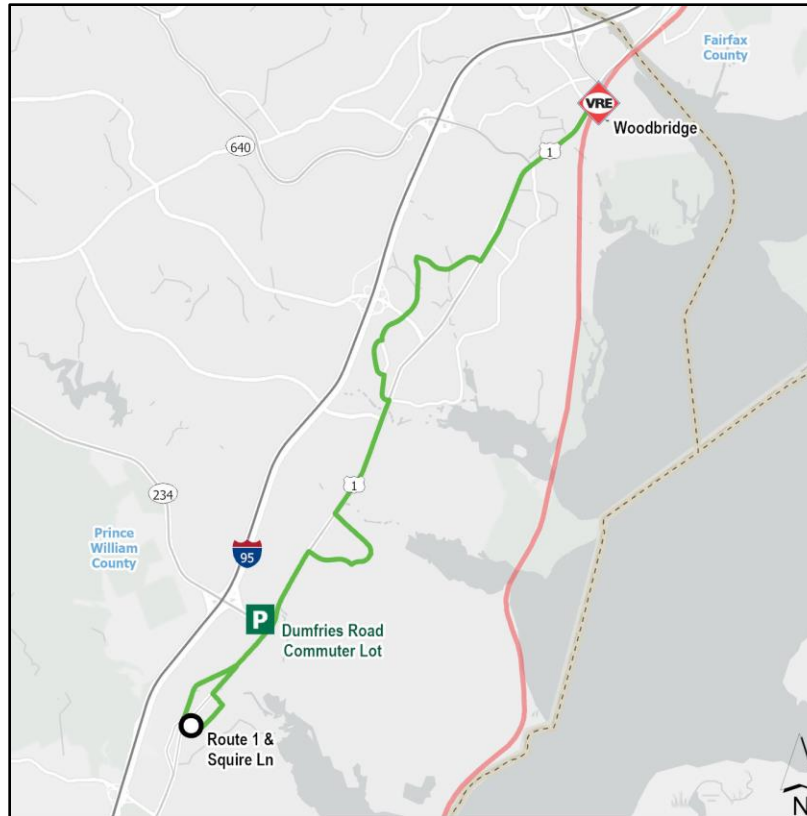 Fairfax
County
VRE
Woodbridge
1
640
1
234
Prince
William
County
95
P
Dumfries Road
Commuter Lot
Route 1 &
Squire Ln
N